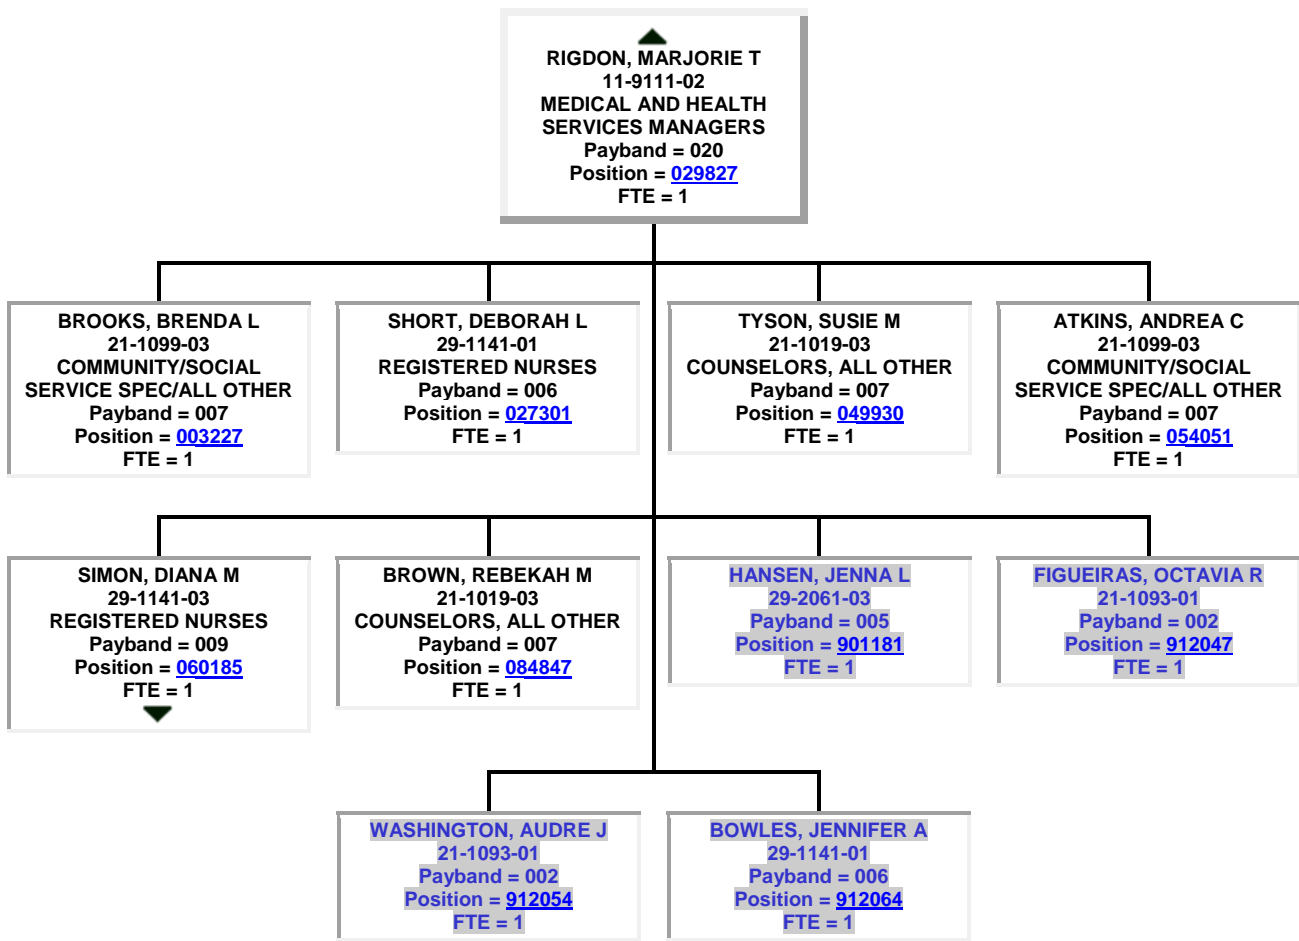 RIGDON, MARJORIE T
11-9111-02
MEDICAL AND HEALTH
SERVICES MANAGERS
Payband = 020
Position = 029827
FTE = 1
BROOKS, BRENDA L
21-1099-03
COMMUNITY/SOCIAL
SERVICE SPEC/ALL OTHER
Payband = 007
Position = 003227
FTE = 1
SHORT, DEBORAH L
29-1141-01
REGISTERED NURSES
Payband = 006
Position = 027301
FTE = 1
TYSON, SUSIE M
21-1019-03
COUNSELORS, ALL OTHER
Payband = 007
Position = 049930
FTE = 1
ATKINS, ANDREA C
21-1099-03
COMMUNITY/SOCIAL
SERVICE SPEC/ALL OTHER
Payband = 007
Position = 054051
FTE = 1
SIMON, DIANA M
29-1141-03
REGISTERED NURSES
Payband = 009
Position = 060185
FTE = 1
BROWN, REBEKAH M
21-1019-03
COUNSELORS, ALL OTHER
Payband = 007
Position = 084847
FTE = 1
HANSEN, JENNA L
29-2061-03
Payband = 005
Position = 901181
FTE = 1
FIGUEIRAS, OCTAVIA R
21-1093-01
Payband = 002
Position = 912047
FTE = 1
WASHINGTON, AUDRE J
21-1093-01
Payband = 002
Position = 912054
FTE = 1
BOWLES, JENNIFER A
29-1141-01
Payband = 006
Position = 912064
FTE = 1